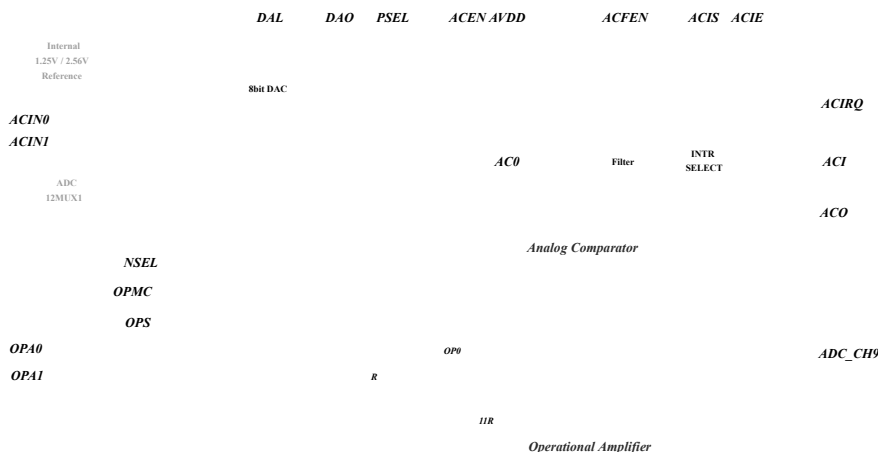 DAL DAO PSEL ACEN AVDD ACFEN ACIS ACIE
Internal
1.25V / 2.56V
Reference
8bit DAC
ACIRQ
ACIN0
ACIN1
AC0 Filter INTR
SELECT
ACI
ADC
12MUX1
ACO
Analog Comparator
NSEL
OPMC
OPS
OPA0 OP0 ADC_CH9
OPA1 R
11R
Operational Amplifier